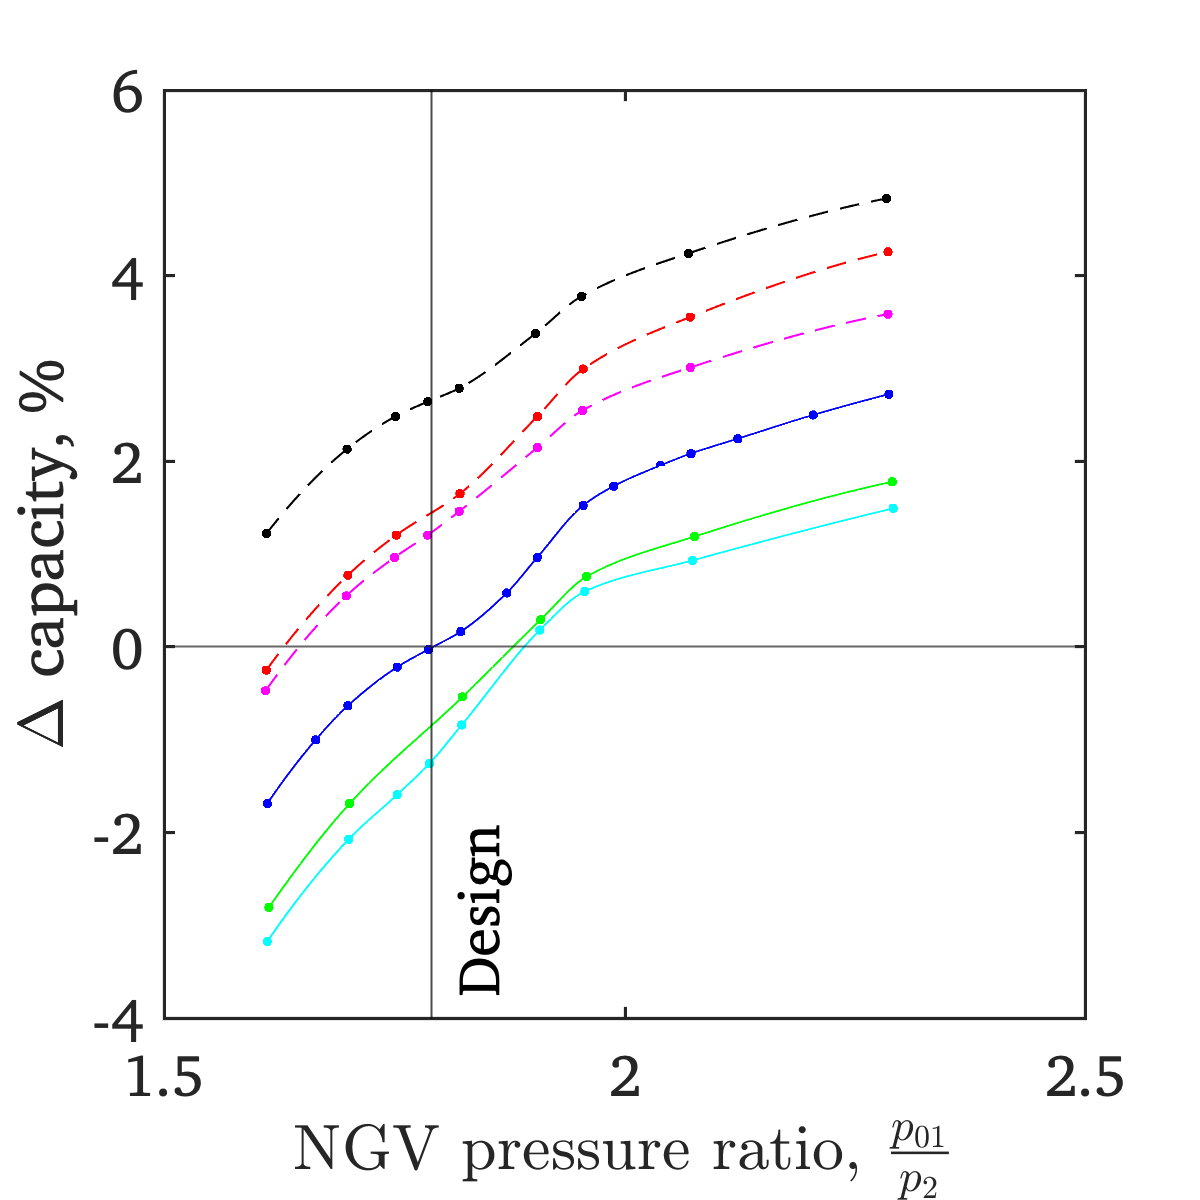 6
4
2
0
-2
-4
1.5 2 2.5
Δ capacity, %
Design
NGV pressure ratio, p01/p2